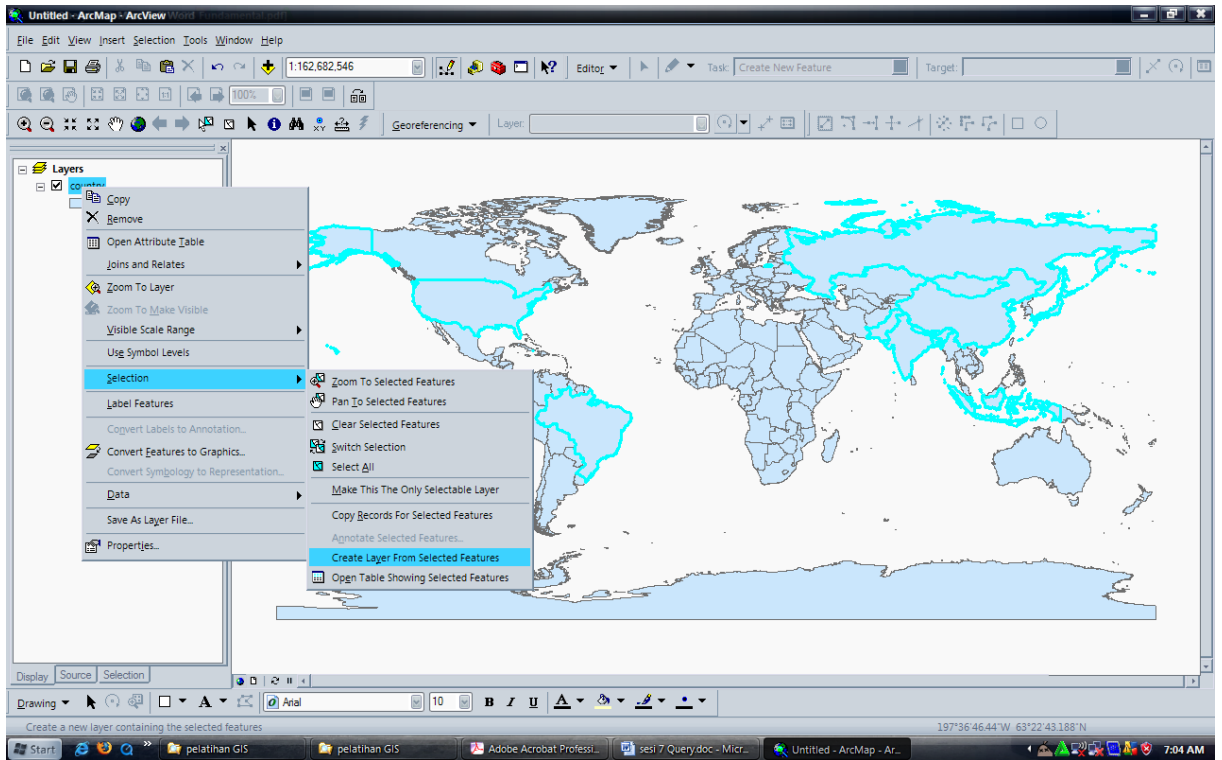 Untitled - ArcMap - ArcView Word Fundamental.pdf]
File Edit View Insert Selection Tools Window Help
1:162,682,546 Editor Task: Create New Feature Target:
100%
Georeferencing Layer:
Layers
country
Copy
Remove
Open Attribute Table
Joins and Relates
Zoom To Layer
Zoom To Make Visible
Visible Scale Range
Use Symbol Levels
Selection
Label Features
Convert Labels to Annotation...
Convert Features to Graphics...
Convert Symbology to Representation...
Data
Save As Layer File...
Properties...
Zoom To Selected Features
Pan To Selected Features
Clear Selected Features
Switch Selection
Select All
Make This The Only Selectable Layer
Copy Records For Selected Features
Annotate Selected Features...
Create Layer From Selected Features
Open Table Showing Selected Features
Display Source Selection
Drawing A Arial 10 B I U A
Create a new layer containing the selected features 197°36'46.44"W 63°22'43.188"N
Start pelatihan GIS pelatihan GIS Adobe Acrobat Professi... sesi 7 Query.doc - Micr... Untitled - ArcMap - Ar... 7:04 AM